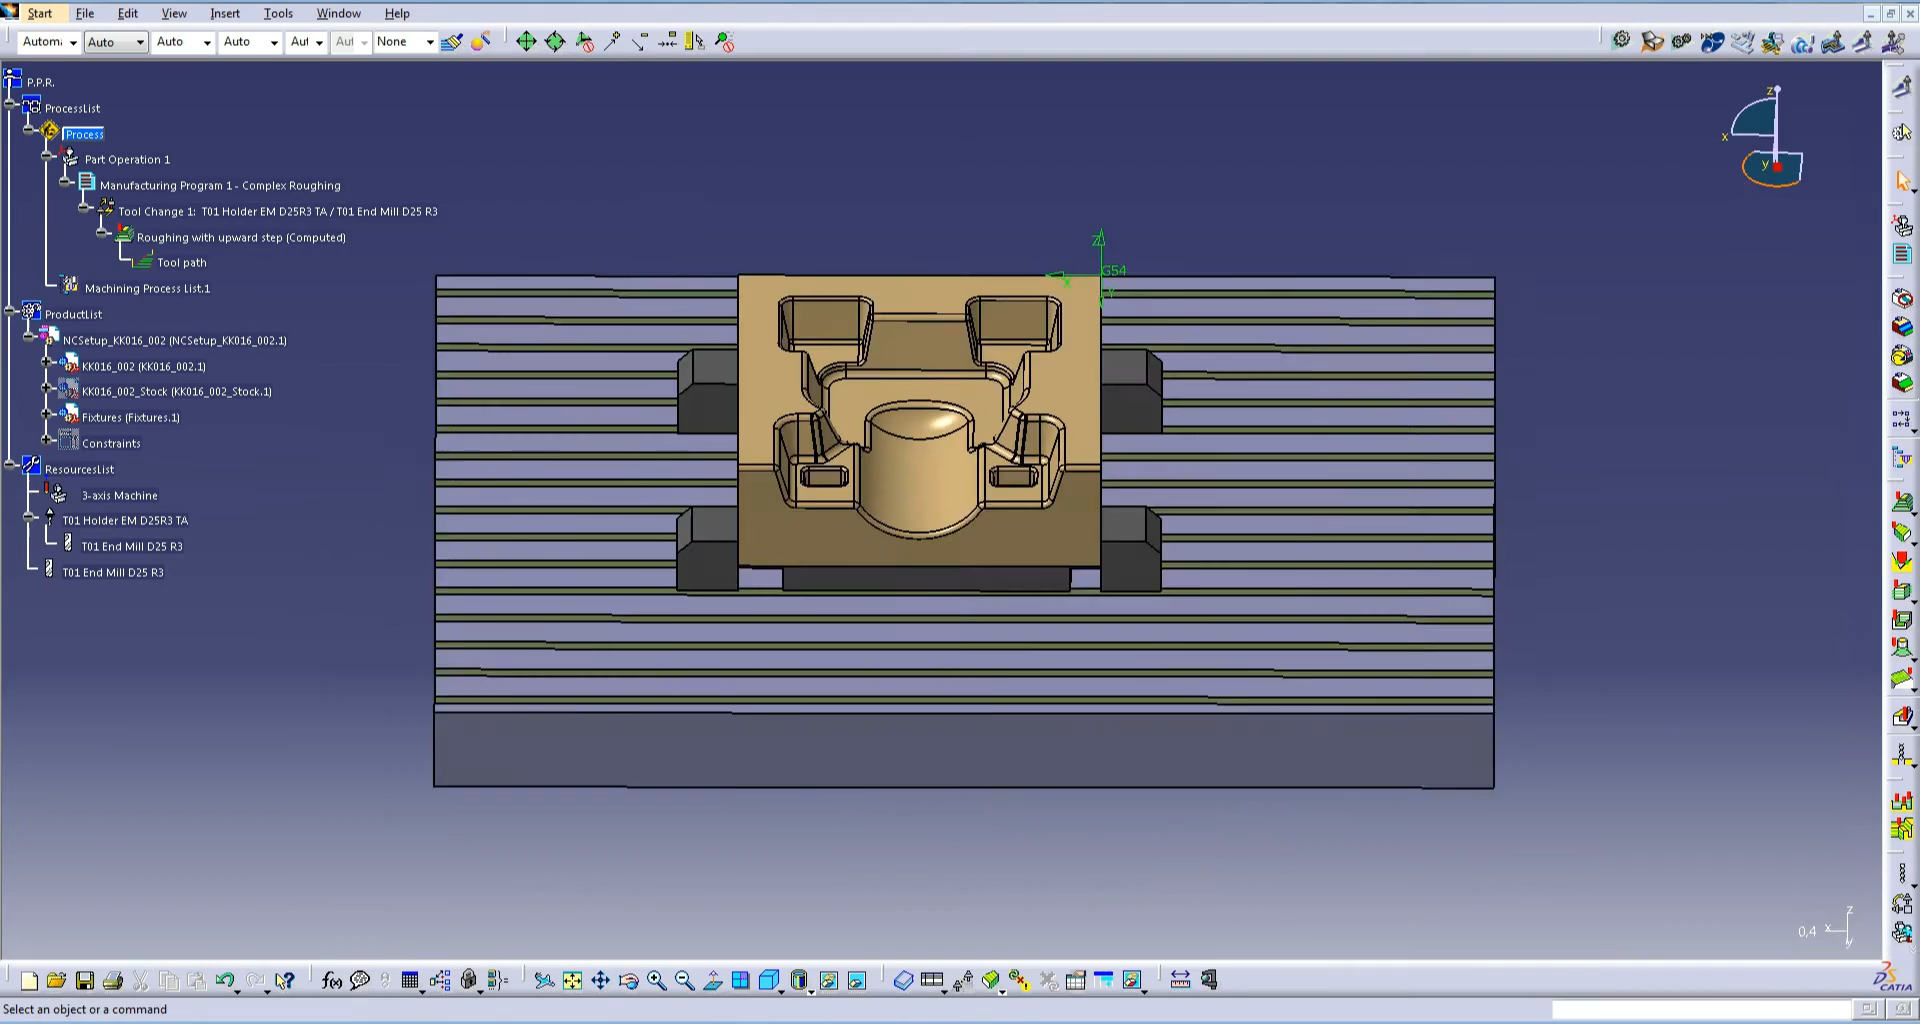 Start File Edit View Insert Tools Window Help
Auto Auto Auto None
P.P.R.
ProcessList
Process
Part Operation 1
Manufacturing Program 1 - Complex Roughing
Tool Change 1: T01 Holder EM D25R3 TA / T01 End Mill D25 R3
Roughing with upward step (Computed)
Tool path
Machining Process List.1
ProductList
NCSetup_KK016_002 (NCSetup_KK016_002.1)
KK016_002 (KK016_002.1)
KK016_002_Stock (KK016_002_Stock.1)
Fixtures (Fixtures.1)
Constraints
ResourcesList
3-axis Machine
T01 Holder EM D25R3 TA
T01 End Mill D25 R3
T01 End Mill D25 R3
z
x
y
Z
G54
X
Y
z
0,4 x
y
f(x)
CATIA
Select an object or a command